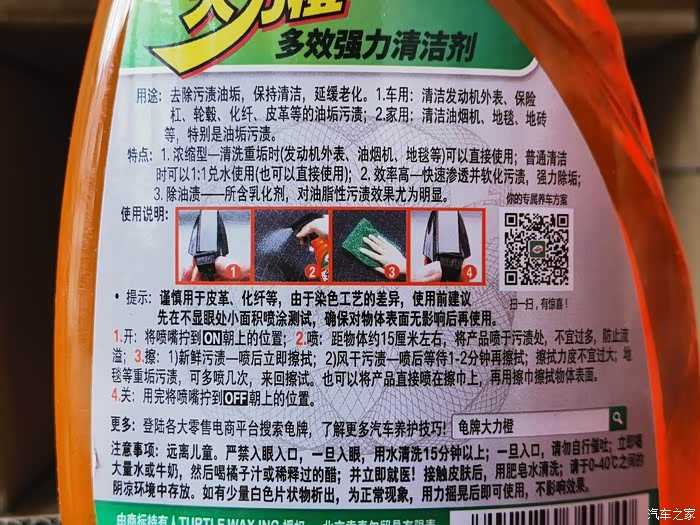 大力橙
多效强力清洁剂
用途：去除污渍油垢，保持清洁，延缓老化。1.车用：清洁发动机外表、保险
杠、轮毂、化纤、皮革等的油垢污渍；2.家用：清洁油烟机、地毯、地砖
等，特别是油垢污渍。
特点：1.浓缩型—清洗重垢时(发动机外表、油烟机、地毯等)可以直接使用；普通清洁
时可以1:1兑水使用(也可以直接使用)；2.效率高—快速渗透并软化污渍，强力除垢；
3.除油渍——所含乳化剂，对油脂性污渍效果尤为明显。
你的专属养车方案
使用说明：
1 2 3 4
扫一扫，有惊喜！
• 提示：谨慎用于皮革、化纤等，由于染色工艺的差异，使用前建议
先在不显眼处小面积喷涂测试，确保对物体表面无影响后再使用。
1.开：将喷嘴拧到ON朝上的位置；2.喷：距物体约15厘米左右，将产品喷于污渍处，不宜过多，防止流
溢；3.擦：1)新鲜污渍—喷后立即擦拭；2)风干污渍—喷后等待1-2分钟再擦拭；擦拭力度不宜过大；地
毯等重垢污渍，可多喷几次，来回擦试。也可以将产品直接喷在擦巾上，再用擦巾擦拭物体表面。
4.关：用完将喷嘴拧到OFF朝上的位置。
更多：登陆各大零售电商平台搜索龟牌，了解更多汽车养护技巧！ 龟牌大力橙
注意事项：远离儿童。严禁入眼入口，一旦入眼，用水清洗15分钟以上；一旦入口，请勿自行催吐；立即喝
大量水或牛奶，然后喝橘子汁或稀释过的醋；并立即就医！接触皮肤后，用肥皂水清洗；请于0-40℃之间的
阴凉环境中存放。如有少量白色片状物析出，为正常现象，用力摇晃后即可使用，不影响效果。
由商标持有人TURTLE WAX,INC.授权
汽车之家